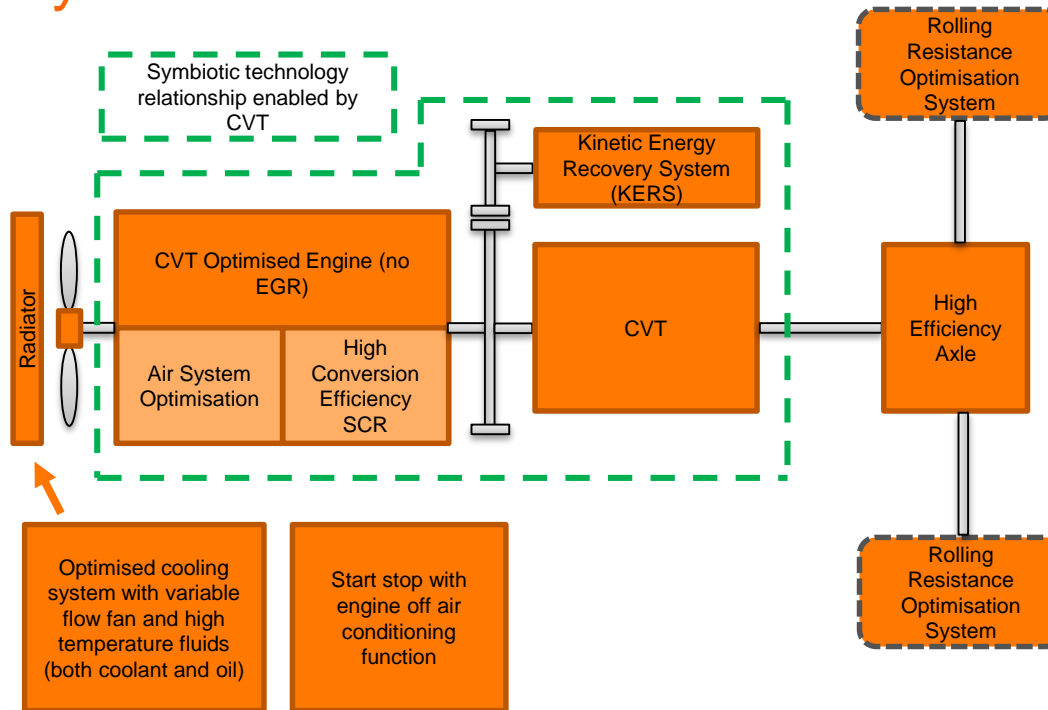 Symbiotic technology
relationship enabled by
CVT
Rolling
Resistance
Optimisation
System
Kinetic Energy
Recovery System
(KERS)
Radiator
CVT Optimised Engine (no
EGR)
Air System
Optimisation
High
Conversion
Efficiency
SCR
CVT
High
Efficiency
Axle
Optimised cooling
system with variable
flow fan and high
temperature fluids
(both coolant and oil)
Start stop with
engine off air
conditioning
function
Rolling
Resistance
Optimisation
System